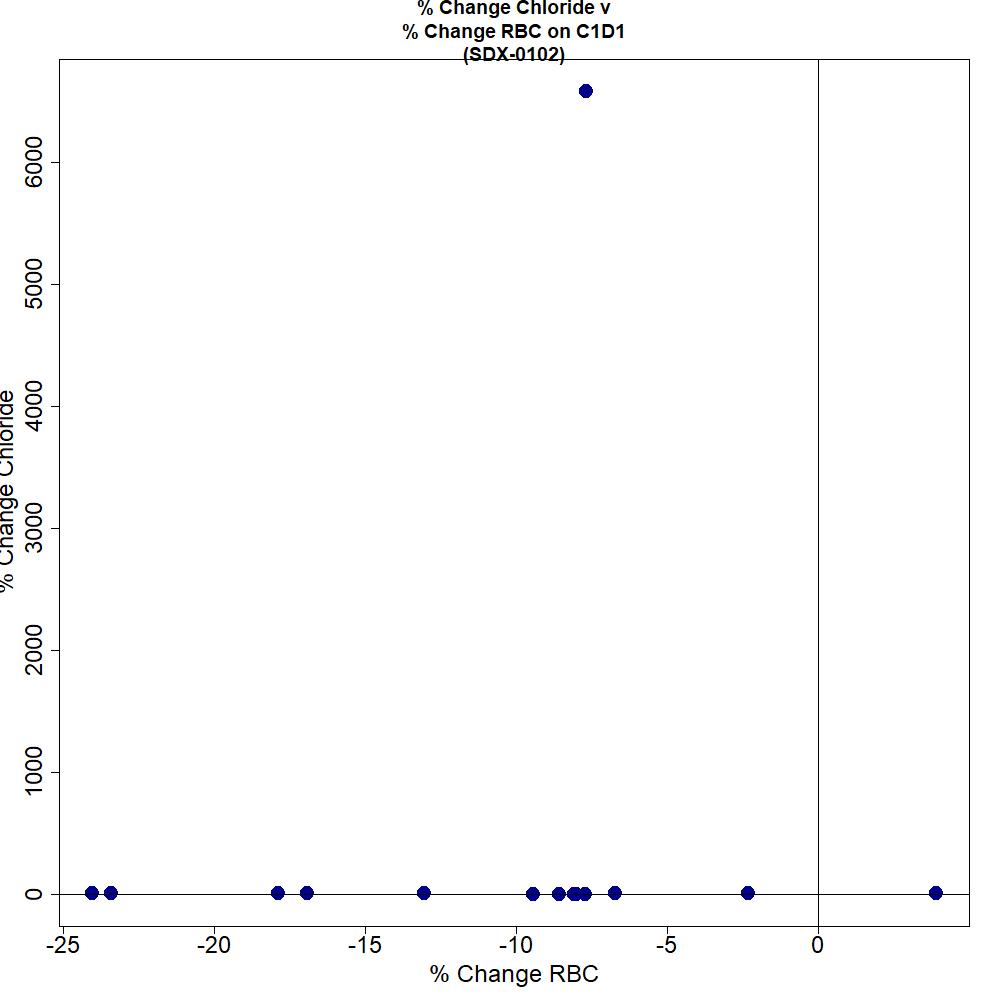 % Change Chloride v
% Change RBC on C1D1
(SDX-0102)
% Change Chloride
6000
5000
4000
3000
2000
1000
0
-25 -20 -15 -10 -5 0
% Change RBC